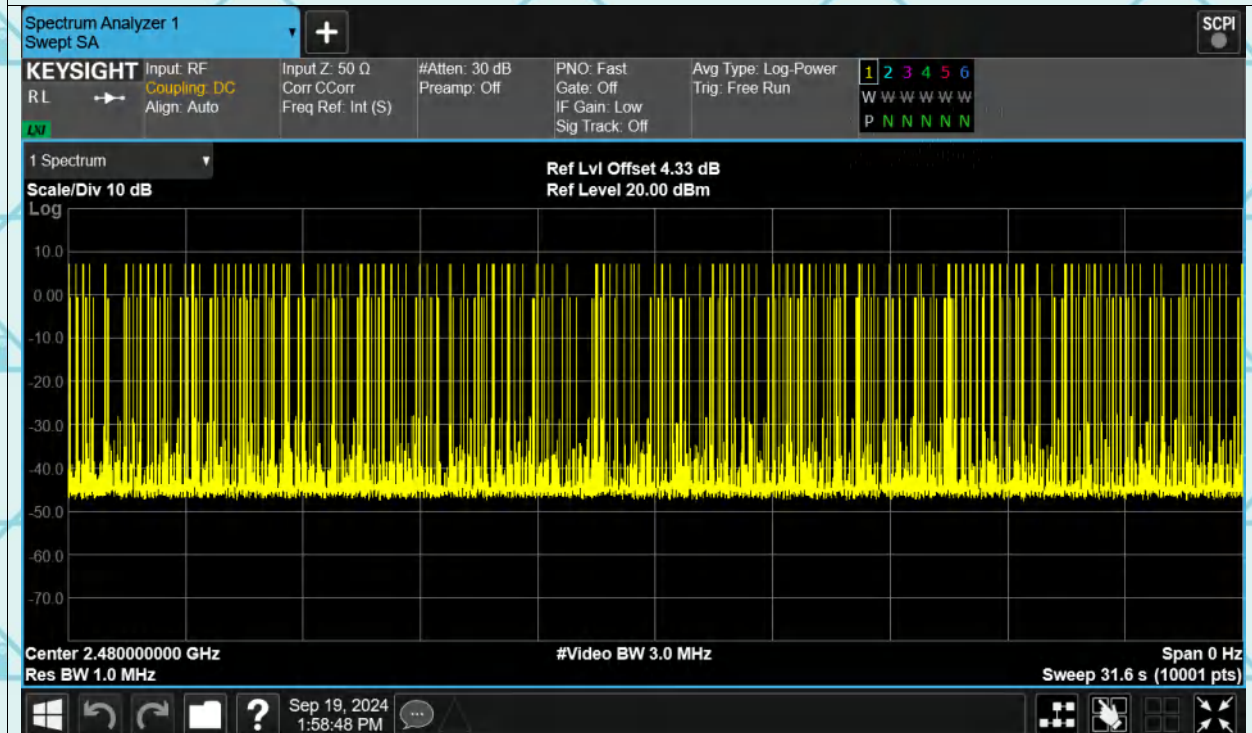 Spectrum Analyzer 1
Swept SA
+
SCPI
KEYSIGHT
RL
LXI
Input: RF
Coupling: DC
Align: Auto
Input Z: 50 Ω
Corr CCorr
Freq Ref: Int (S)
#Atten: 30 dB
Preamp: Off
PNO: Fast
Gate: Off
IF Gain: Low
Sig Track: Off
Avg Type: Log-Power
Trig: Free Run
1 2 3 4 5 6
W W W W W W
P N N N N N
1 Spectrum
Scale/Div 10 dB
Ref Lvl Offset 4.33 dB
Ref Level 20.00 dBm
Log
10.0
0.00
-10.0
-20.0
-30.0
-40.0
-50.0
-60.0
-70.0
Center 2.480000000 GHz
#Video BW 3.0 MHz
Span 0 Hz
Res BW 1.0 MHz
Sweep 31.6 s (10001 pts)
?
Sep 19, 2024
1:58:48 PM